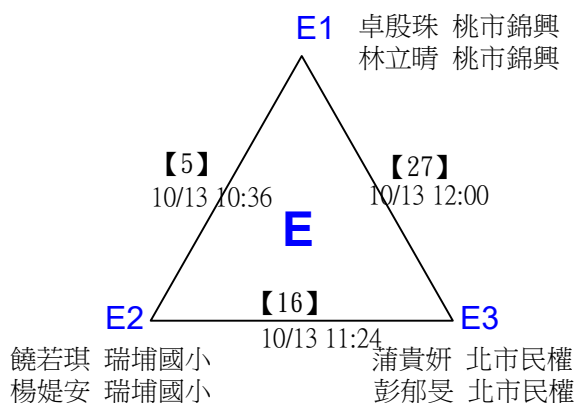 E1 卓殷珠 桃市錦興
林立晴 桃市錦興
【5】 【27】
10/13 10:36 10/13 12:00
E
【16】
E2 E3
10/13 11:24
饒若琪 瑞埔國小 蒲貴妍 北市民權
楊媞安 瑞埔國小 彭郁旻 北市民權